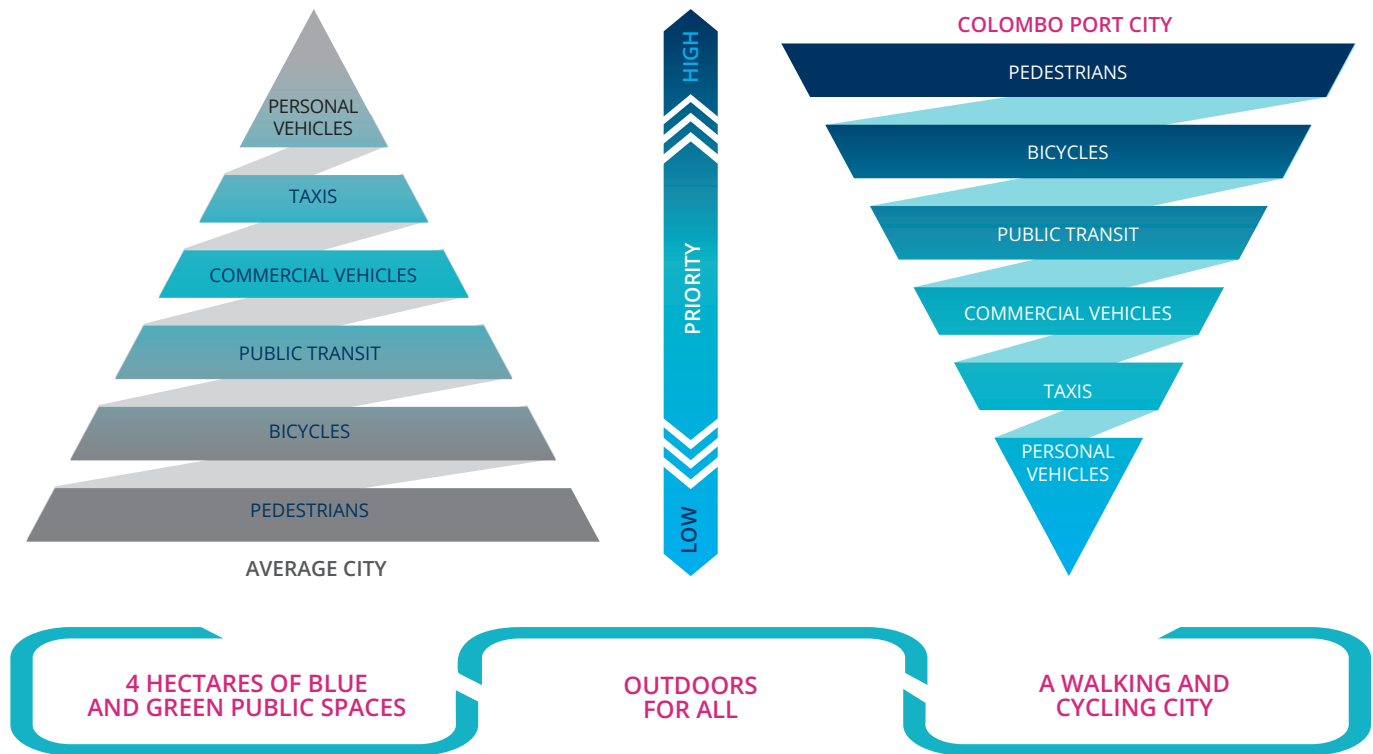 PERSONAL
VEHICLES
TAXIS
COMMERCIAL VEHICLES
PUBLIC TRANSIT
BICYCLES
PEDESTRIANS
AVERAGE CITY
HIGH
PRIORITY
LOW
COLOMBO PORT CITY
PEDESTRIANS
BICYCLES
PUBLIC TRANSIT
COMMERCIAL VEHICLES
TAXIS
PERSONAL
VEHICLES
4 HECTARES OF BLUE
AND GREEN PUBLIC SPACES
OUTDOORS
FOR ALL
A WALKING AND
CYCLING CITY